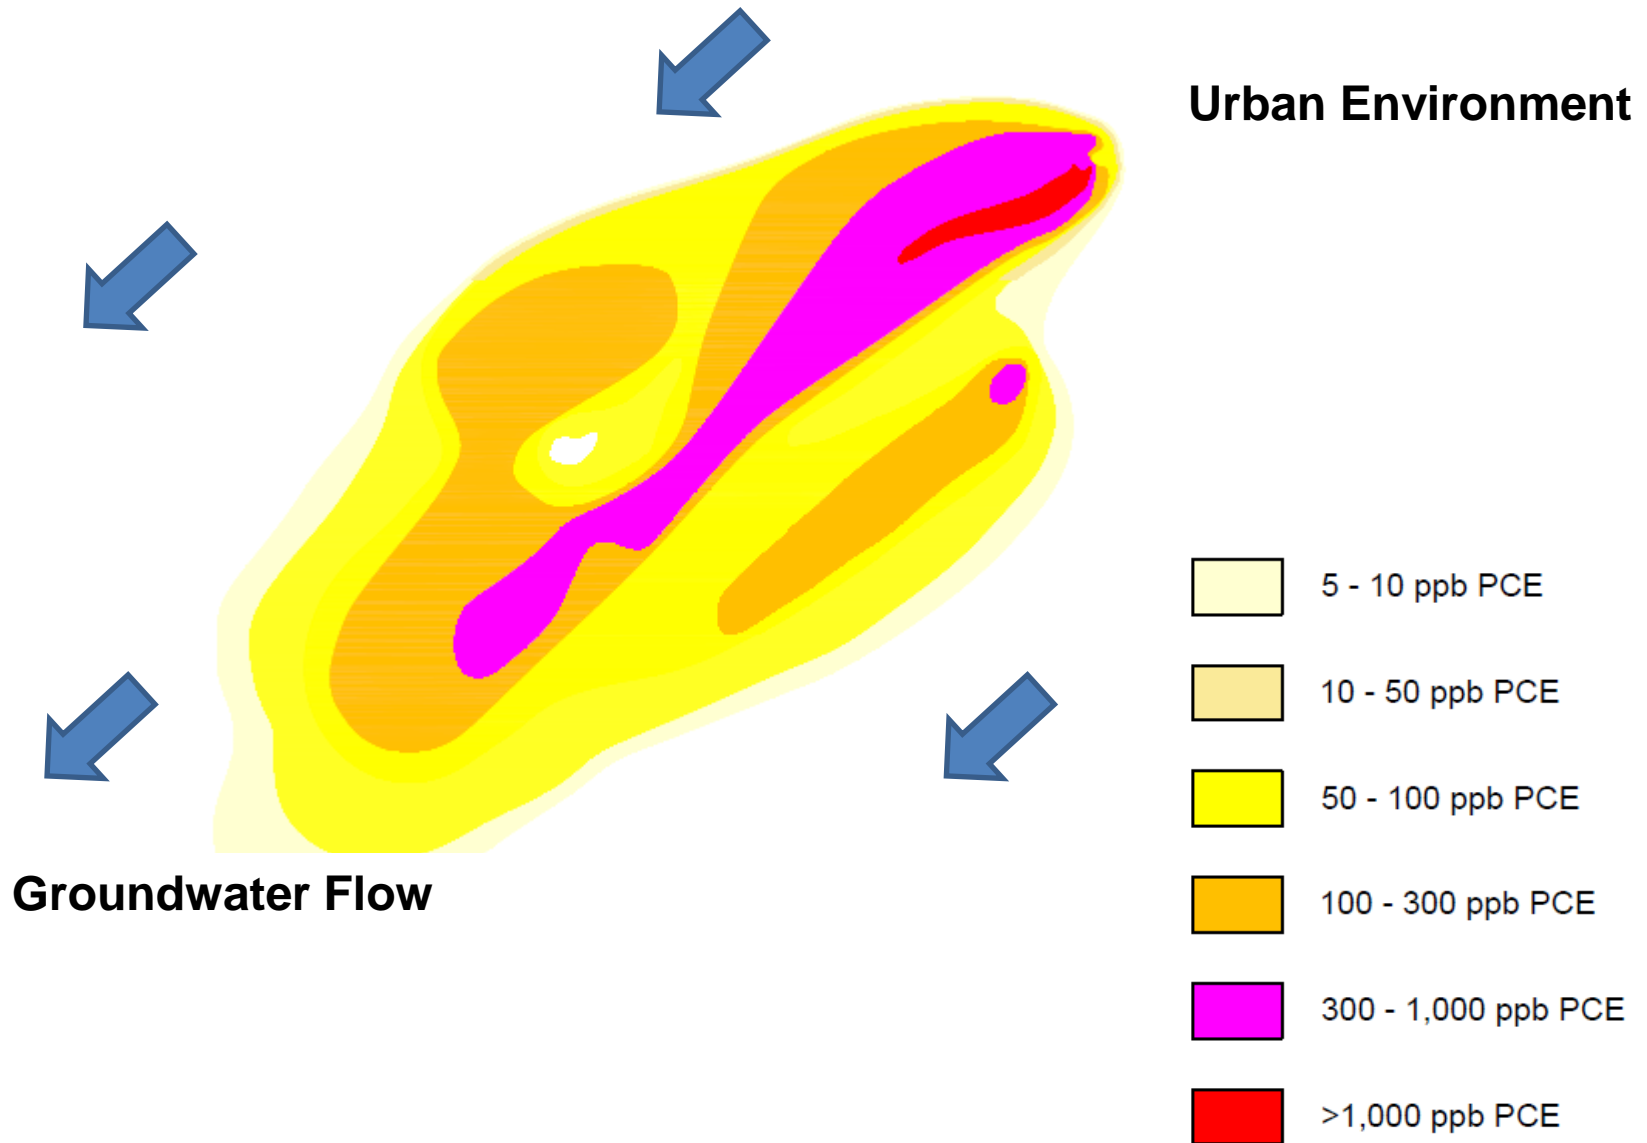 Urban Environment
5 - 10 ppb PCE
10 - 50 ppb PCE
50 - 100 ppb PCE
Groundwater Flow
100 - 300 ppb PCE
300 - 1,000 ppb PCE
>1,000 ppb PCE